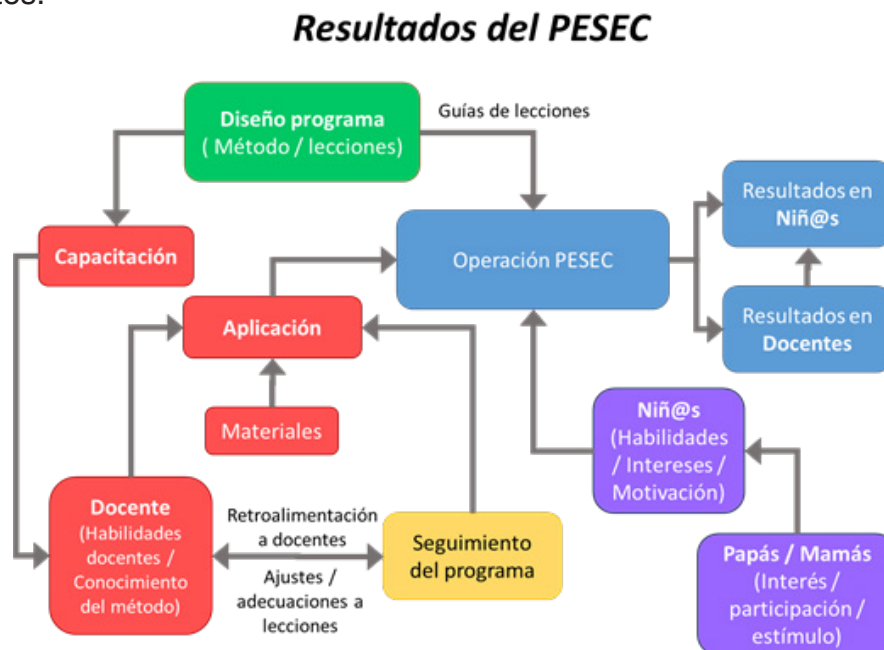 Resultados del PESEC
Diseño programa
( Método / lecciones)
Guías de lecciones
Capacitación
Operación PESEC
Resultados en
Niñ@s
Aplicación
Resultados en
Docentes
Materiales
Niñ@s
(Habilidades
/ Intereses /
Motivación)
Docente
(Habilidades
docentes /
Conocimiento
del método)
Retroalimentación
a docentes
Ajustes /
adecuaciones a
lecciones
Seguimiento
del programa
Papás / Mamás
(Interés /
participación /
estímulo)